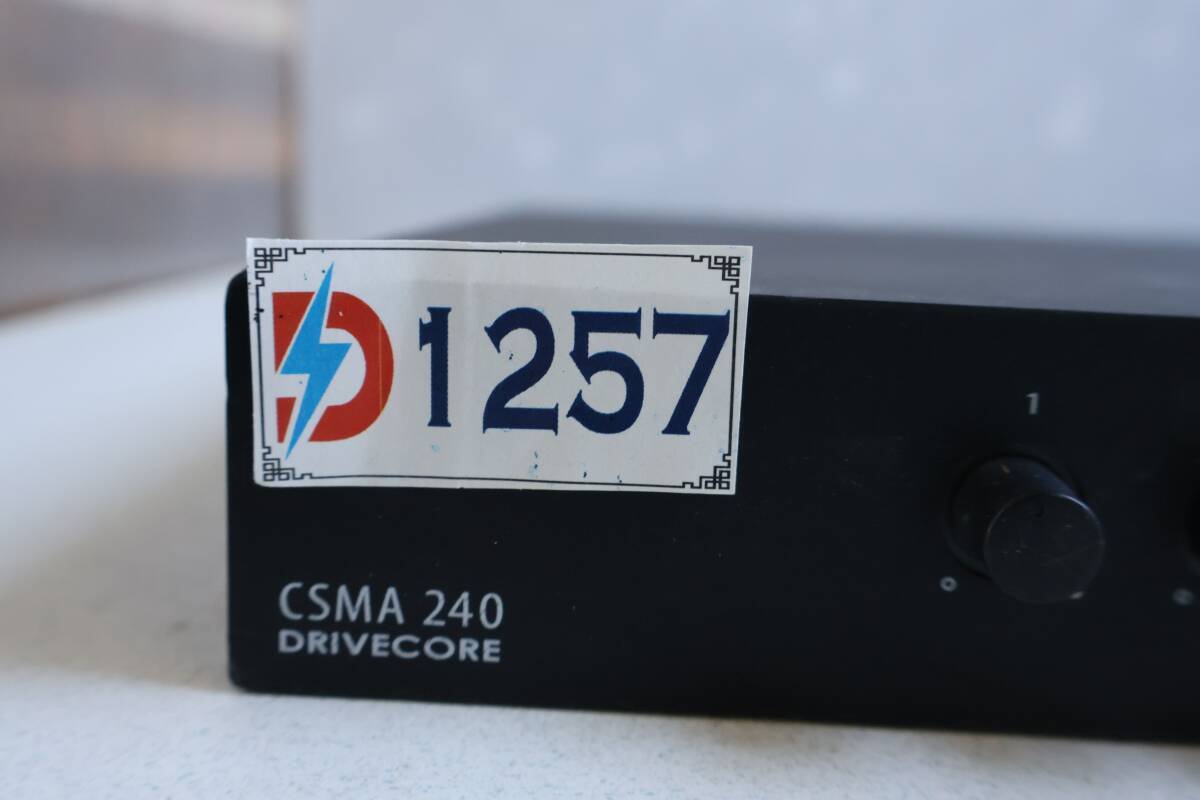 D 1257
1
CSMA 240
DRIVECORE